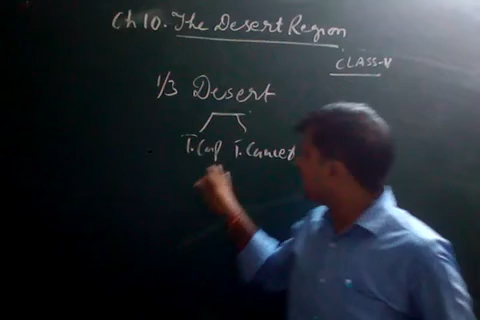 Ch 10. The Desert Region
CLASS-V
1/3 Desert
T. Cap T. Cancer